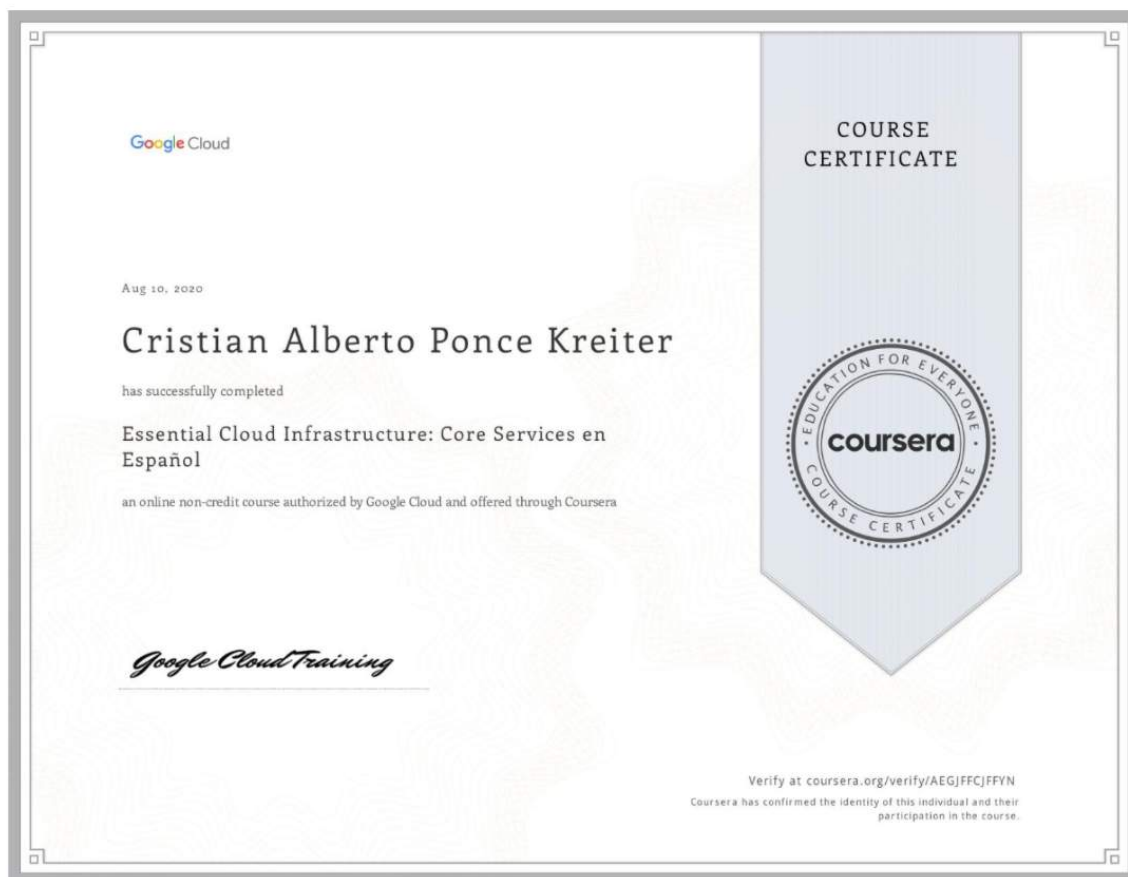 Google Cloud
COURSE
CERTIFICATE
Aug 10, 2020
Cristian Alberto Ponce Kreiter
has successfully completed
Essential Cloud Infrastructure: Core Services en
Español
an online non-credit course authorized by Google Cloud and offered through Coursera
EDUCATION FOR EVERYONE
coursera
COURSE CERTIFICATE
Google Cloud Training
Verify at coursera.org/verify/AEGJFFCJFFYN
Coursera has confirmed the identity of this individual and their
participation in the course.